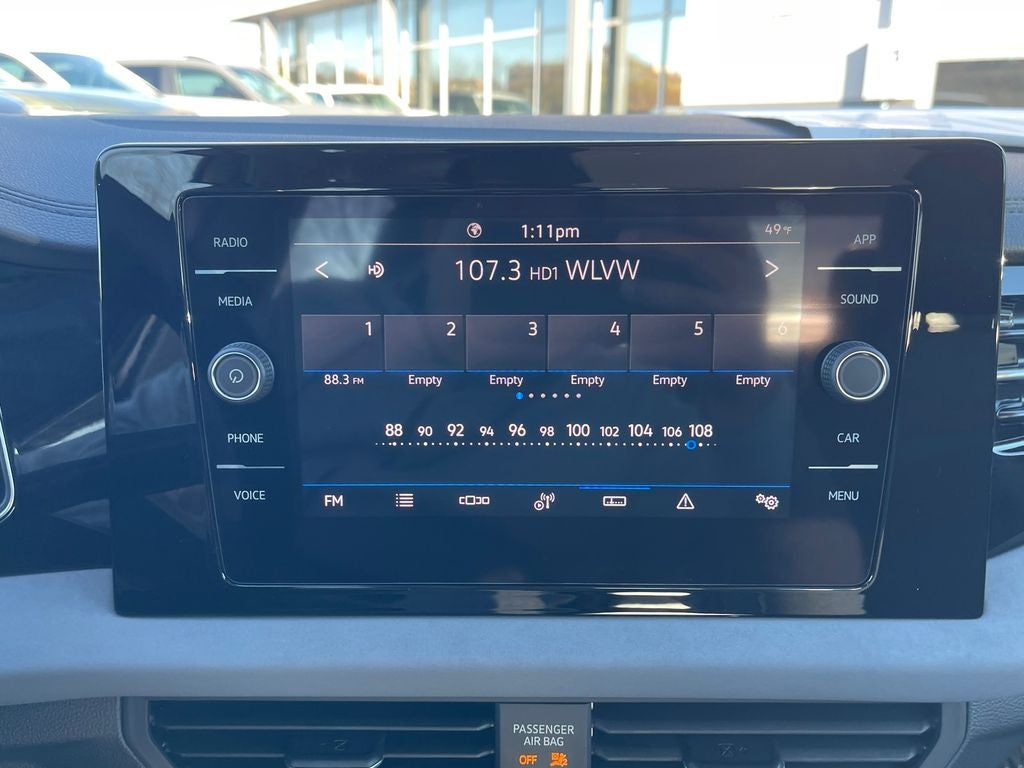 1:11pm 49°F
RADIO
APP
< HD 107.3 HD1 WLVW >
MEDIA
SOUND
1 2 3 4 5 6
88.3 FM Empty Empty Empty Empty Empty
88 90 92 94 96 98 100 102 104 106 108
PHONE
CAR
VOICE
MENU
FM
PASSENGER
AIR BAG
OFF